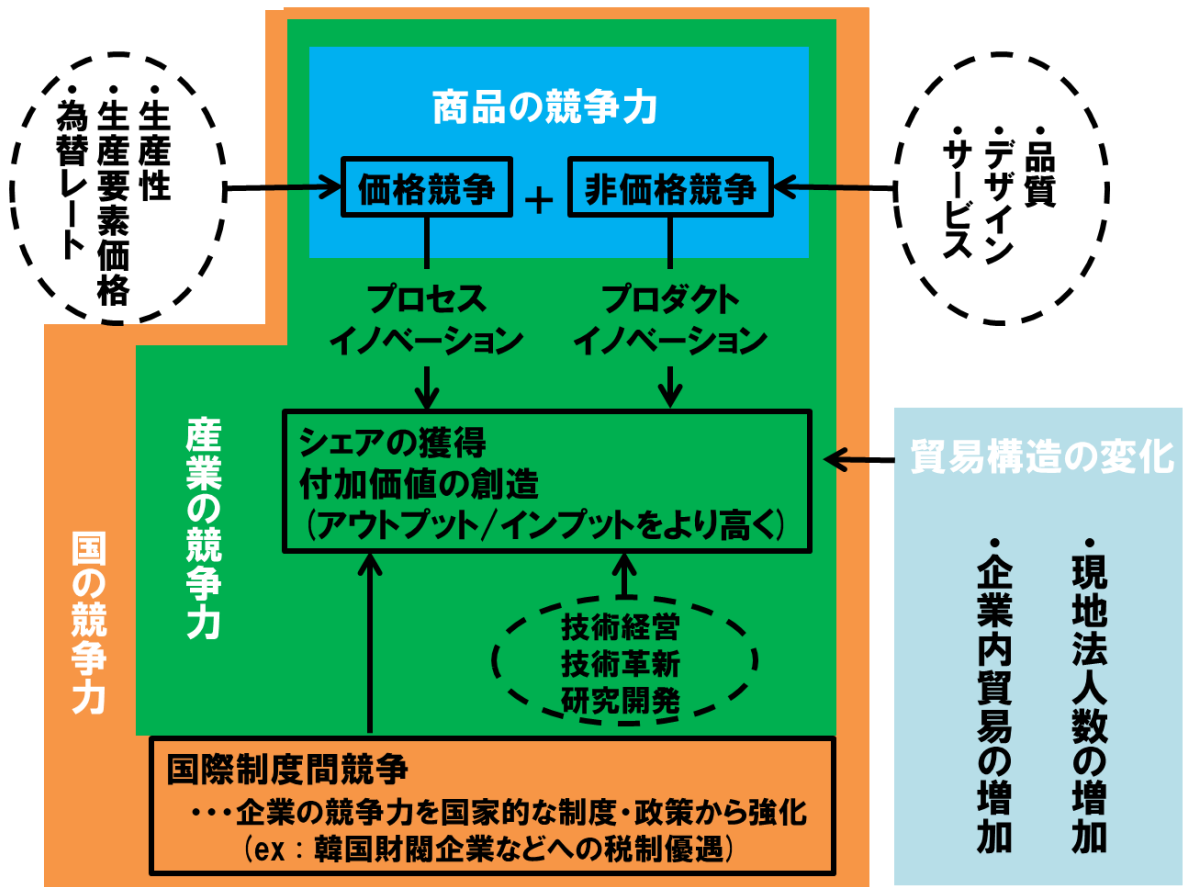 商品の競争力
・生産性
・生産要素価格
・為替レート
価格競争
+
非価格競争
・品質
・デザイン
・サービス
プロセス
イノベーション
プロダクト
イノベーション
産業の競争力
シェアの獲得
付加価値の創造
(アウトプット/インプットをより高く)
貿易構造の変化
・現地法人数の増加
・企業内貿易の増加
国の競争力
技術経営
技術革新
研究開発
国際制度間競争
・・・企業の競争力を国家的な制度・政策から強化
(ex:韓国財閥企業などへの税制優遇)